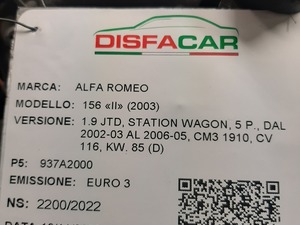 DISFACAR
MARCA: ALFA ROMEO
MODELLO: 156 «II» (2003)
VERSIONE: 1.9 JTD, STATION WAGON, 5 P., DAL
2002-03 AL 2006-05, CM3 1910, CV
116, KW. 85 (D)
P5: 937A2000
EMISSIONE: EURO 3
NS: 2200/2022